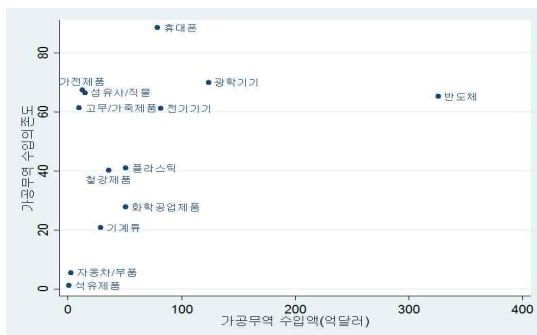 휴대폰
80
가전제품
광학기기
섬유사/직물
반도체
고무/가죽제품
전기기기
60
가공무역 수입의존도
플라스틱
40
철강제품
화학공업제품
기계류
20
자동차/부품
석유제품
0
0
100
200
300
400
가공무역 수입액(억달러)